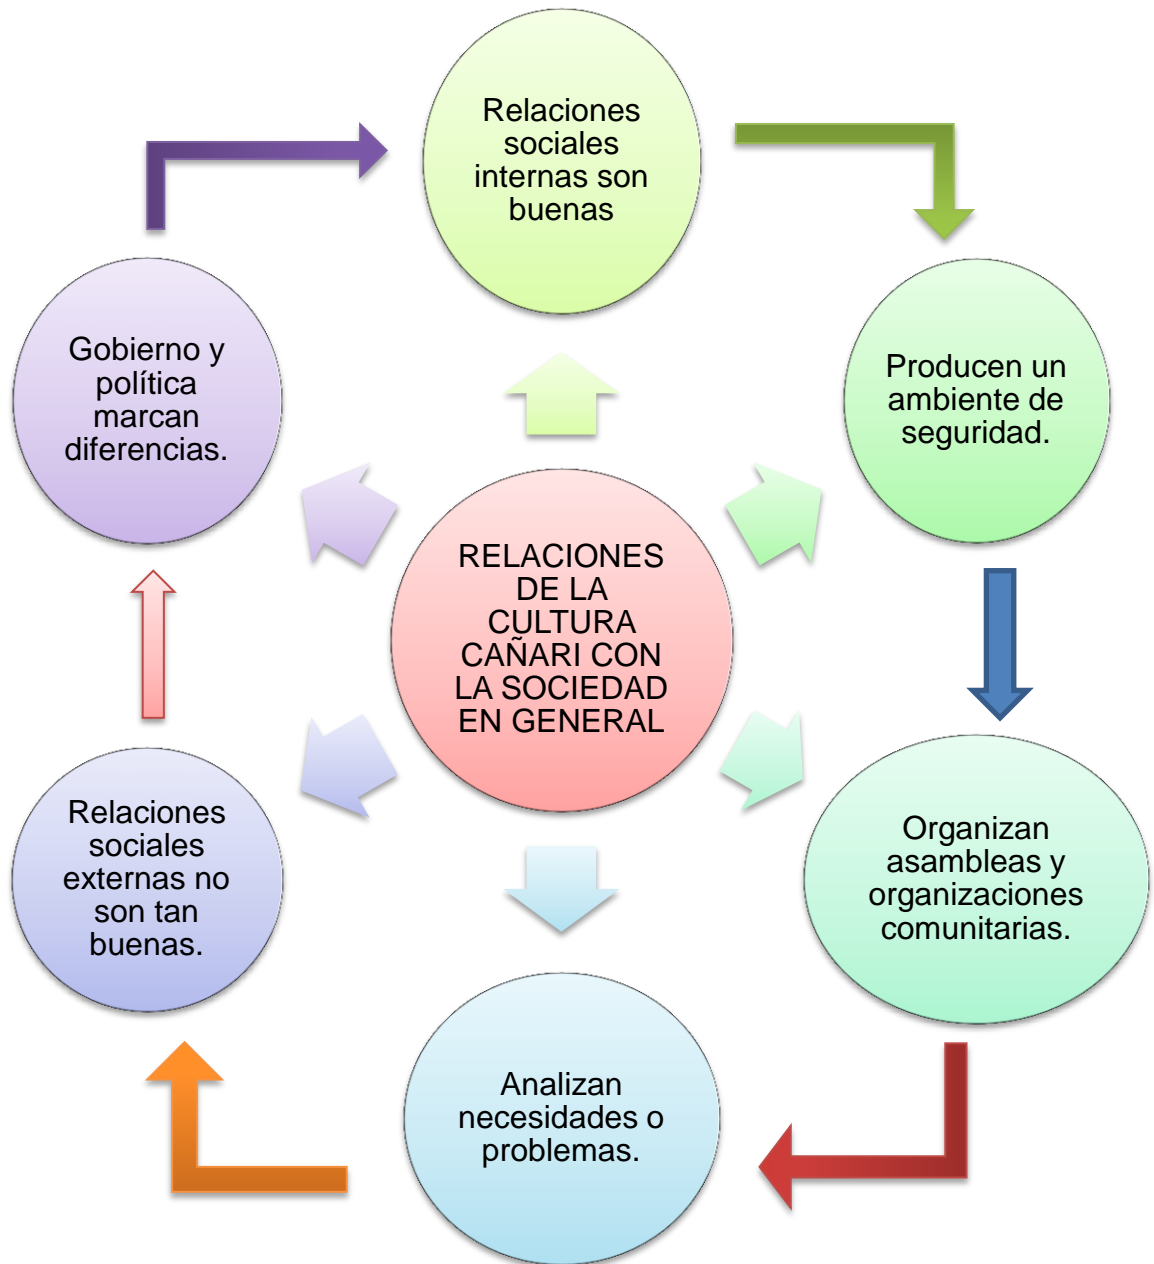 Relaciones
sociales
internas son
buenas
Gobierno y
política
marcan
diferencias.
Producen un
ambiente de
seguridad.
RELACIONES
DE LA
CULTURA
CAÑARI CON
LA SOCIEDAD
EN GENERAL
Relaciones
sociales
externas no
son tan
buenas.
Organizan
asambleas y
organizaciones
comunitarias.
Analizan
necesidades o
problemas.